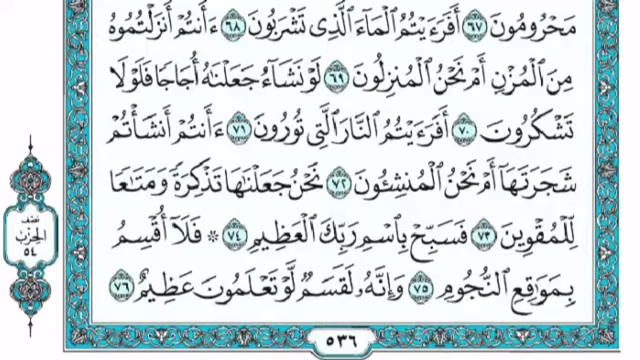 مَحْرُومُونَ ٦٧ أَفَرَءَيْتُمُ ٱلْمَآءَ ٱلَّذِى تَشْرَبُونَ ٦٨ ءَأَنتُمْ أَنزَلْتُمُوهُ
مِنَ ٱلْمُزْنِ أَمْ نَحْنُ ٱلْمُنزِلُونَ ٦٩ لَوْ نَشَآءُ جَعَلْنَٰهُ أُجَاجًا فَلَوْلَا
تَشْكُرُونَ ٧٠ أَفَرَءَيْتُمُ ٱلنَّارَ ٱلَّتِى تُورُونَ ٧١ ءَأَنتُمْ أَنشَأْتُمْ
شَجَرَتَهَآ أَمْ نَحْنُ ٱلْمُنشِـُٔونَ ٧٢ نَحْنُ جَعَلْنَٰهَا تَذْكِرَةً وَمَتَٰعًا
لِّلْمُقْوِينَ ٧٣ فَسَبِّحْ بِٱسْمِ رَبِّكَ ٱلْعَظِيمِ ٧٤ ۞ فَلَآ أُقْسِمُ
بِمَوَٰقِعِ ٱلنُّجُومِ ٧٥ وَإِنَّهُۥ لَقَسَمٌ لَّوْ تَعْلَمُونَ عَظِيمٌ ٧٦
نصف
الحزب
٥٤
٥٣٦